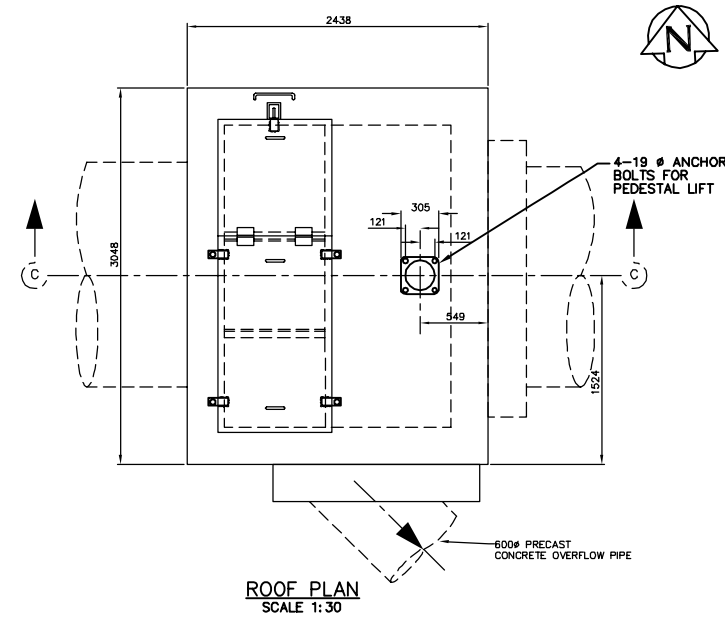 2438
N
4-19 ø ANCHOR
BOLTS FOR
PEDESTAL LIFT
305
121
121
3048
C
C
549
1524
600ø PRECAST
CONCRETE OVERFLOW PIPE
ROOF PLAN
SCALE 1:30